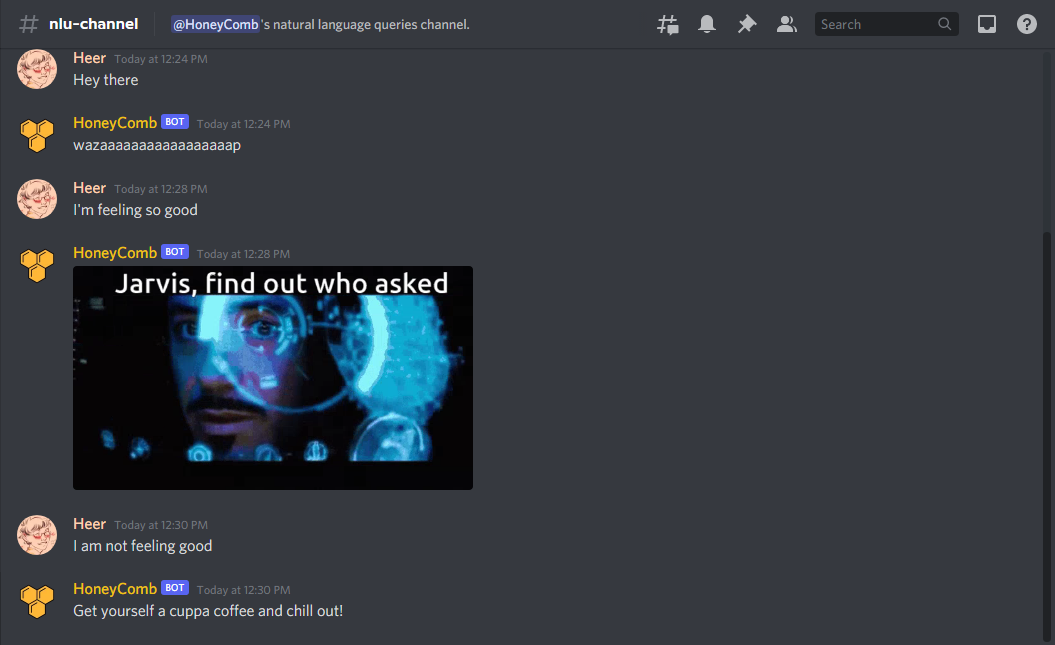 nlu-channel
@HoneyComb's natural language queries channel.
Search
Heer Today at 12:24 PM
Hey there
HoneyComb BOT Today at 12:24 PM
wazaaaaaaaaaaaaaaaaap
Heer Today at 12:28 PM
I'm feeling so good
HoneyComb BOT Today at 12:28 PM
Jarvis, find out who asked
Heer Today at 12:30 PM
I am not feeling good
HoneyComb BOT Today at 12:30 PM
Get yourself a cuppa coffee and chill out!